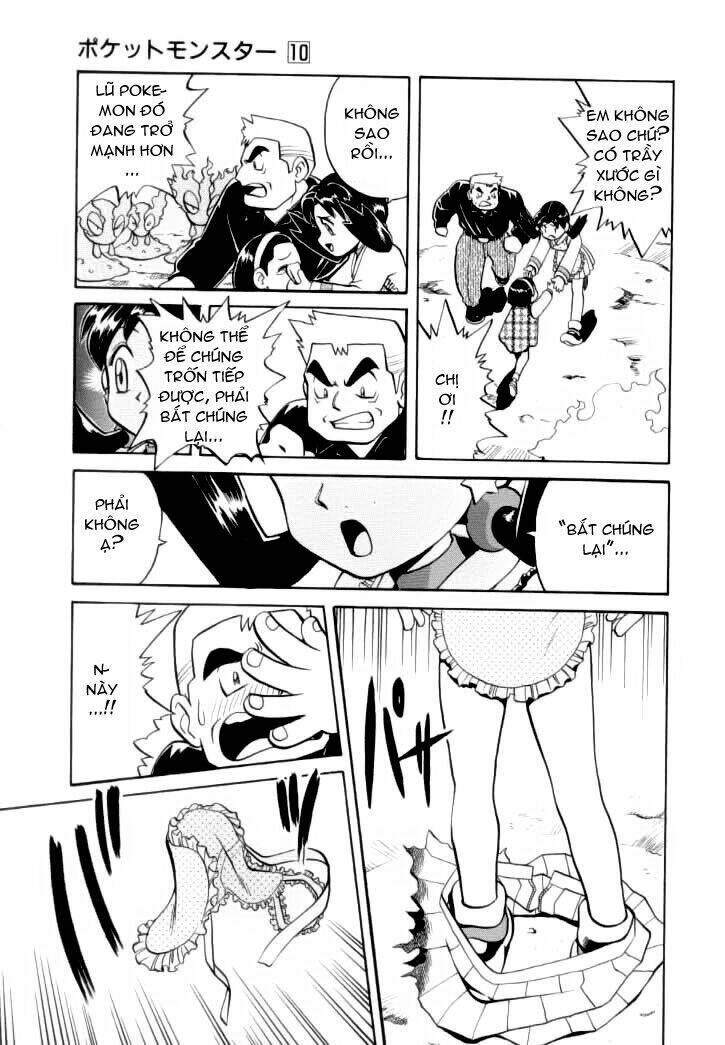 ポケットモンスター 10
EM KHÔNG
SAO CHỨ?
CÓ TRẦY
XƯỚC GÌ
KHÔNG?
CHỊ
ƠI
!!
KHÔNG
SAO
RỒI...
LŨ POKE-
MON ĐÓ
ĐANG TRỞ
MẠNH HƠN
...
KHÔNG THỂ
ĐỂ CHÚNG
TRỐN TIẾP
ĐƯỢC, PHẢI
BẮT CHÚNG
LẠI...
"BẮT CHÚNG
LẠI"...
PHẢI
KHÔNG
Ạ?
パッ
N-
NÀY
...!!